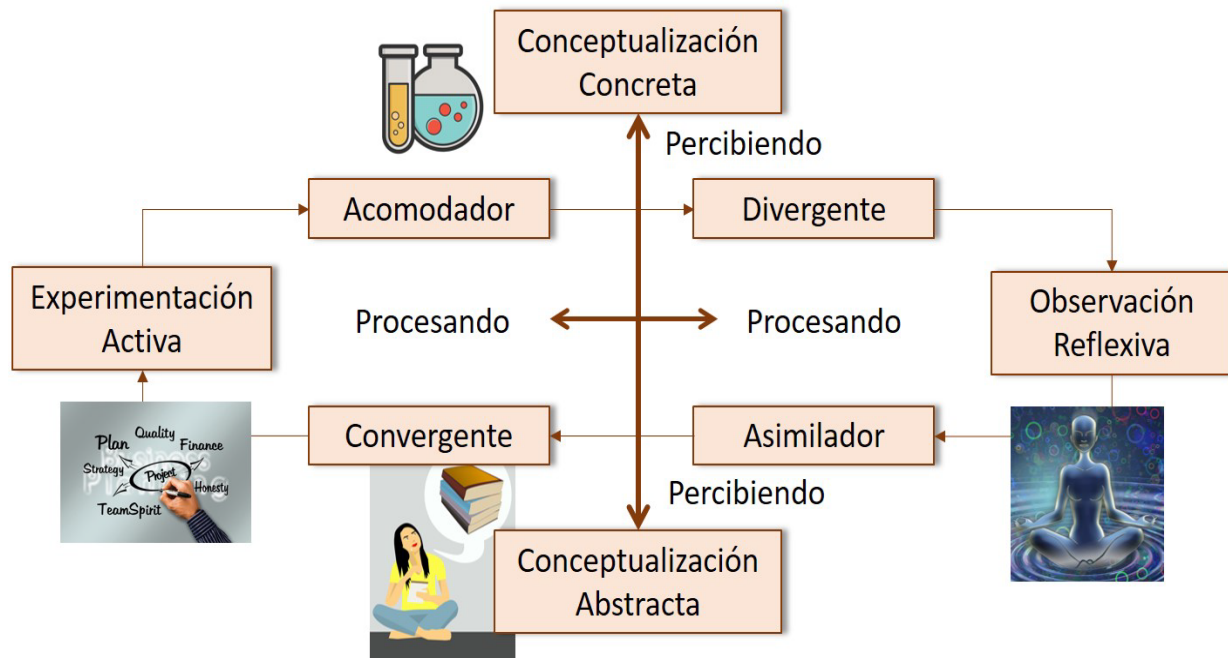 Conceptualización
Concreta
Percibiendo
Acomodador
Divergente
Experimentación
Activa
Procesando
Procesando
Observación
Reflexiva
Convergente
Asimilador
Plan
Quality
Finance
Strategy
Project
Honesty
TeamSpirit
Percibiendo
Conceptualización
Abstracta